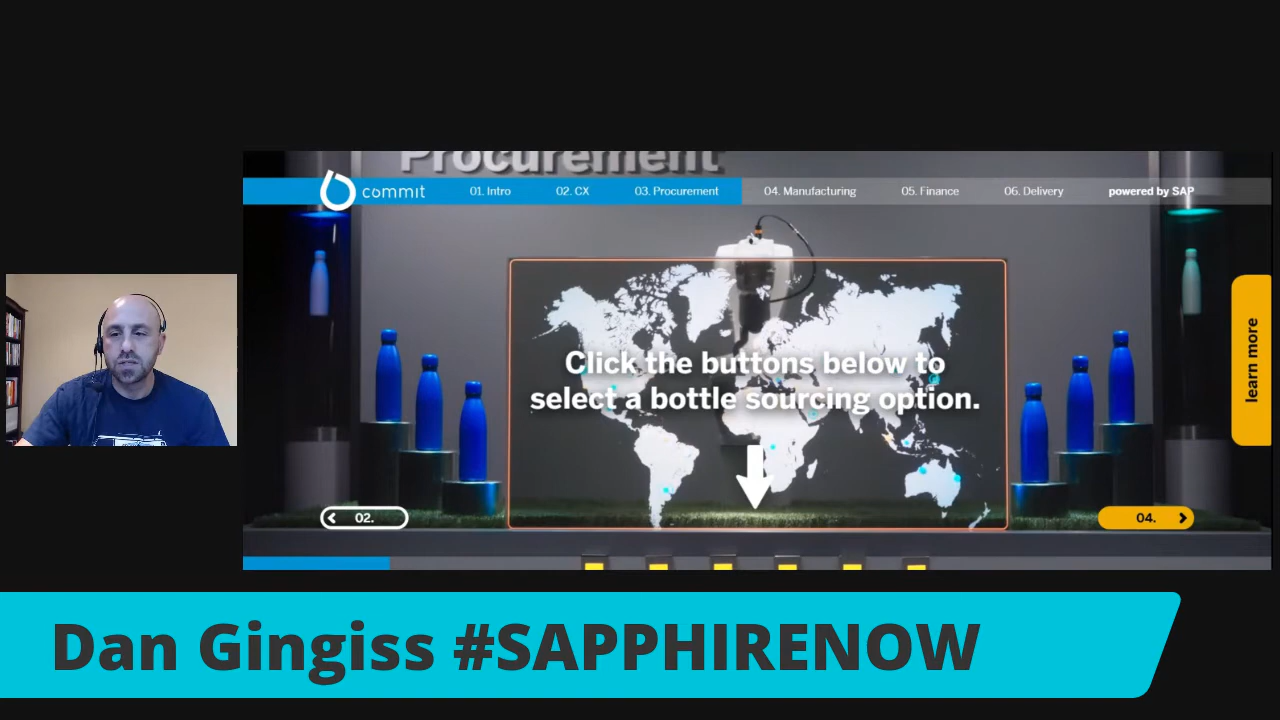 Procurement
commit
01. Intro
02. CX
03. Procurement
04. Manufacturing
05. Finance
06. Delivery
powered by SAP
Click the buttons below to
select a bottle sourcing option.
learn more
02.
04.
Dan Gingiss #SAPPHIRENOW